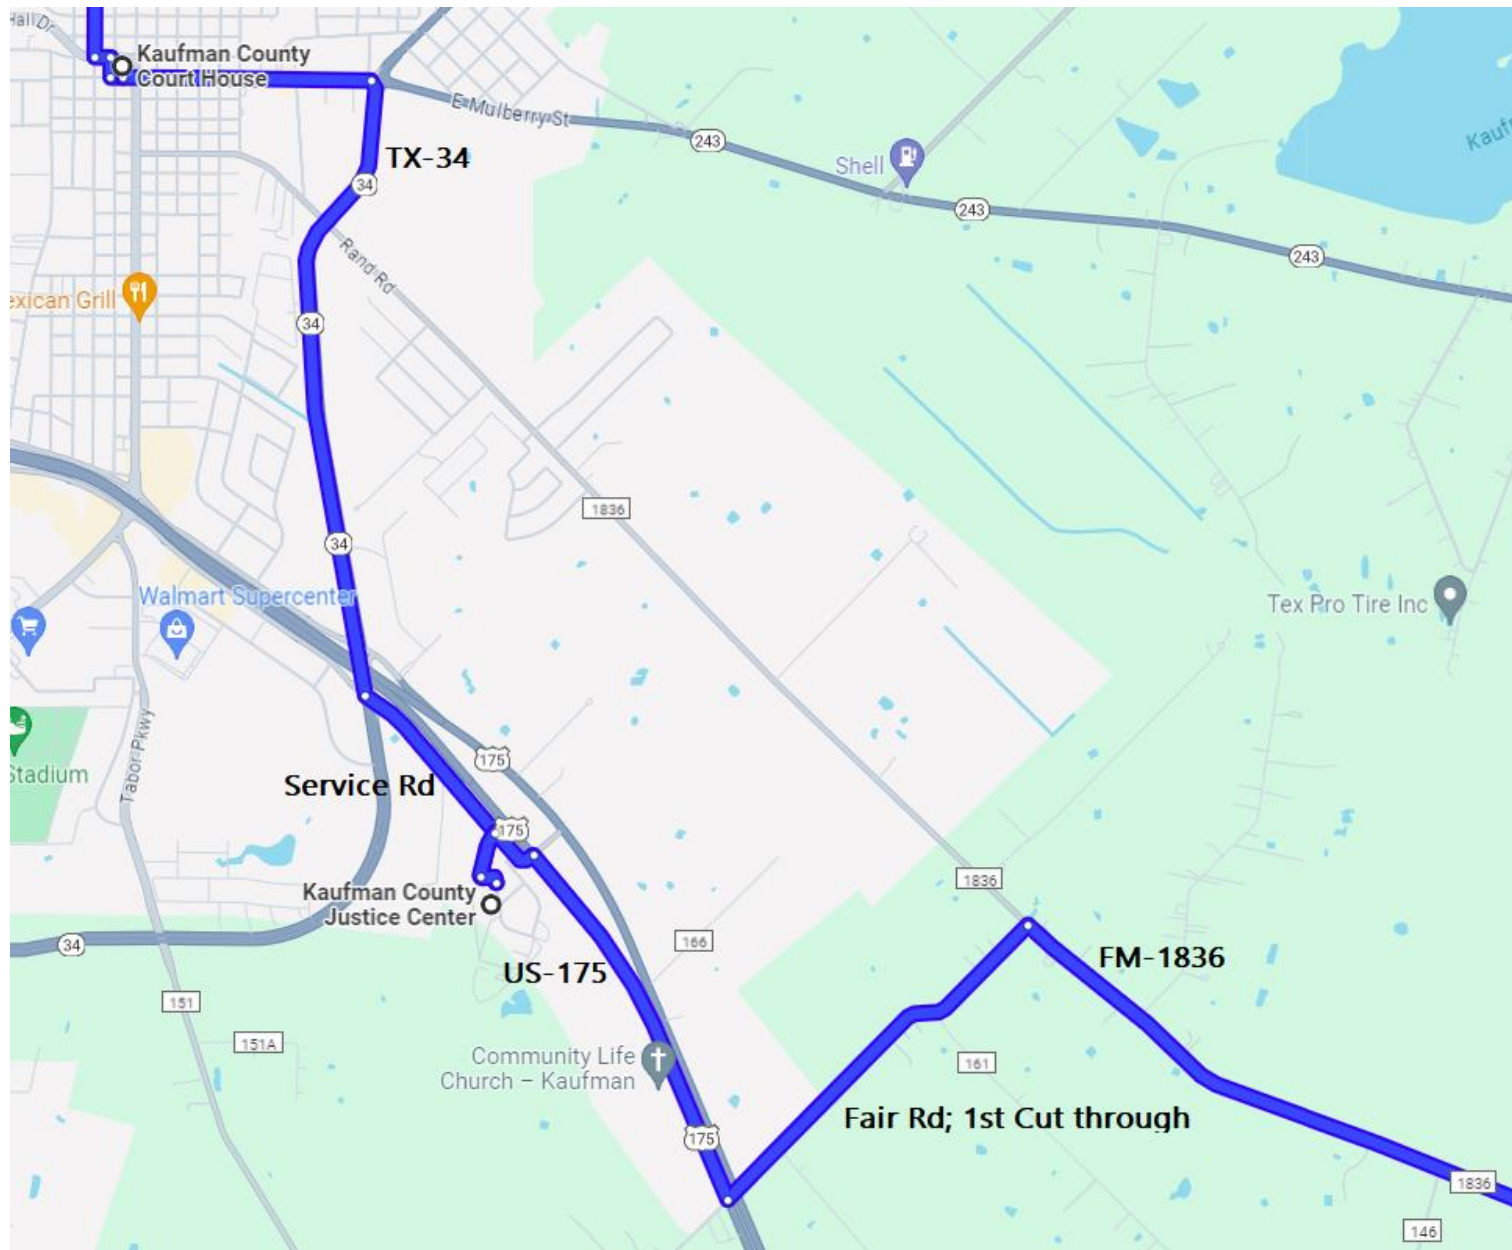 Hall Dr
Kaufman County
Court House
E Mulberry St
243
Shell
Kaufm
TX-34
34
243
Rand Rd
243
exican Grill
34
1836
34
Walmart Supercenter
Tex Pro Tire Inc
Tabor Pkwy
175
Stadium
Service Rd
175
Kaufman County
Justice Center
1836
34
166
FM-1836
US-175
151
151A
Community Life
Church – Kaufman
161
Fair Rd; 1st Cut through
175
1836
146